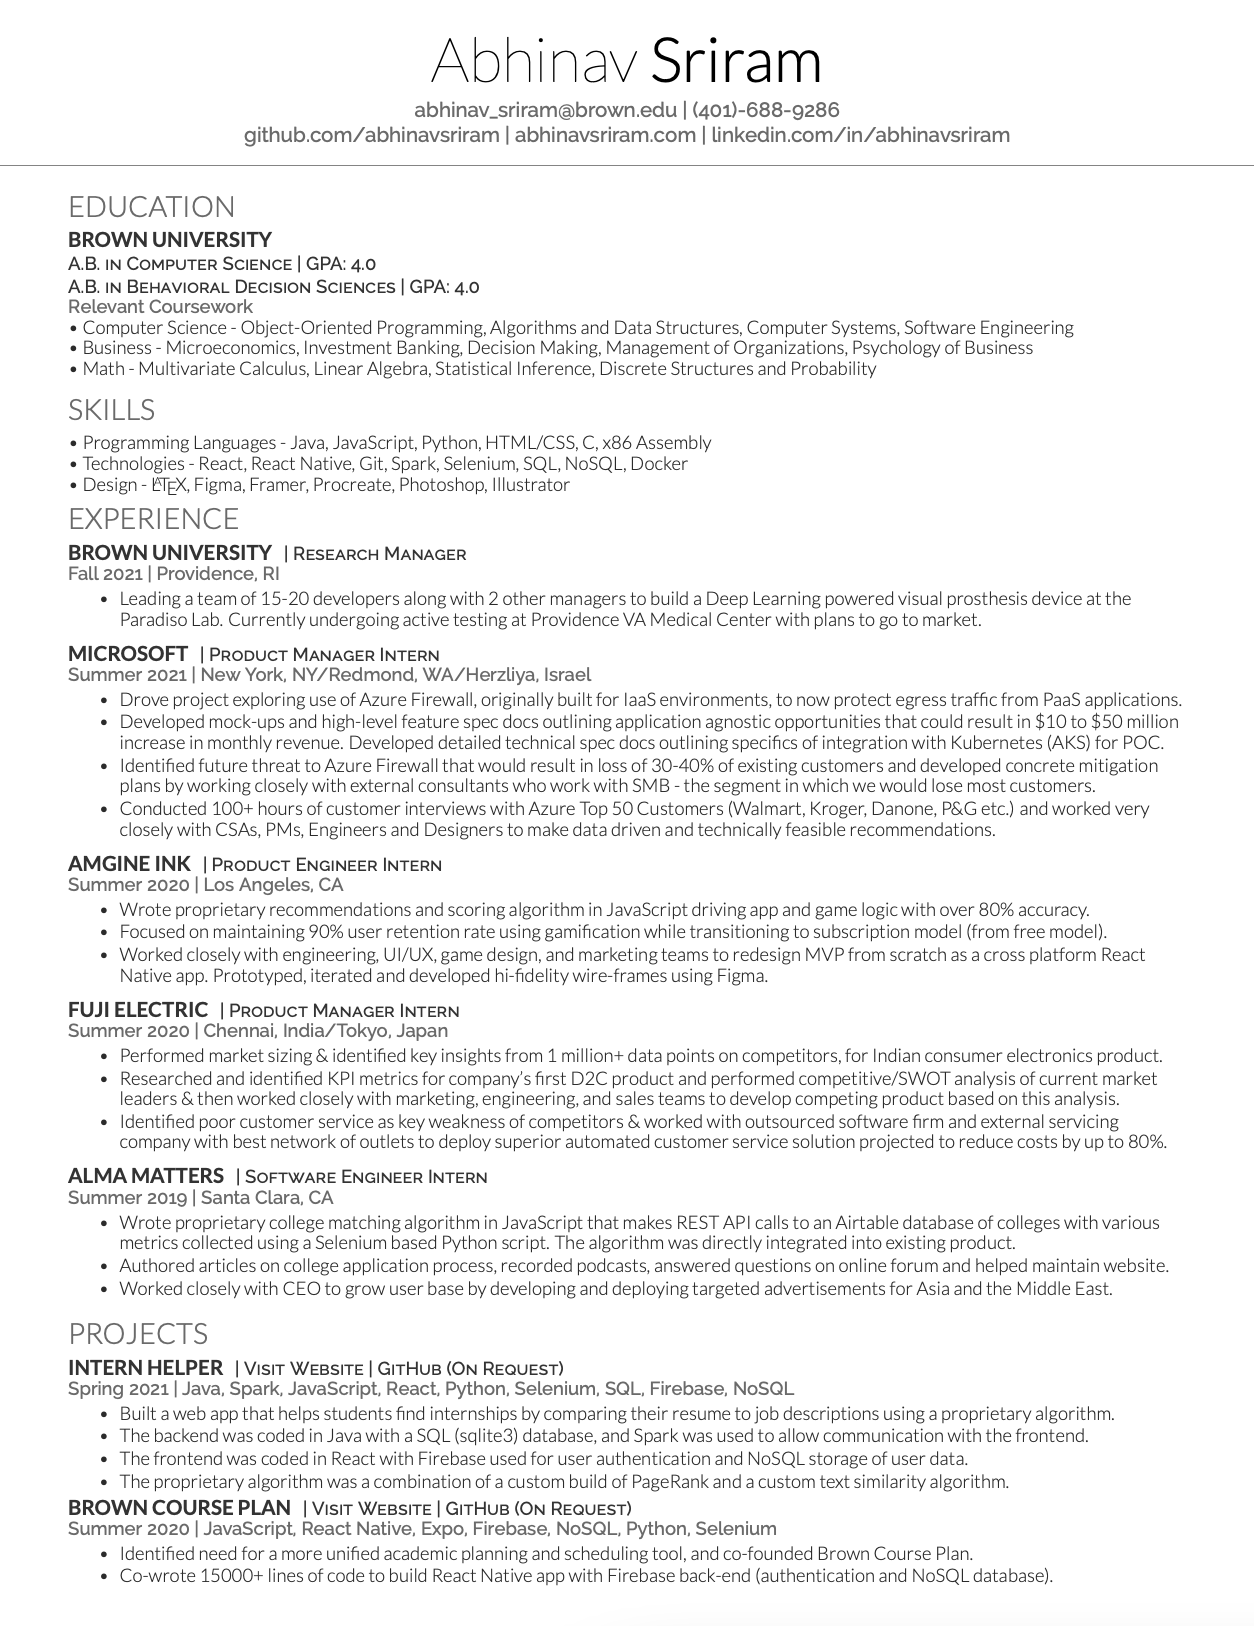 Abhinav Sriram
abhinav_sriram@brown.edu | (401)-688-9286
github.com/abhinavsriram | abhinavsriram.com | linkedin.com/in/abhinavsriram
EDUCATION
BROWN UNIVERSITY
A.B. in Computer Science | GPA: 4.0
A.B. in Behavioral Decision Sciences | GPA: 4.0
Relevant Coursework
• Computer Science - Object-Oriented Programming, Algorithms and Data Structures, Computer Systems, Software Engineering
• Business - Microeconomics, Investment Banking, Decision Making, Management of Organizations, Psychology of Business
• Math - Multivariate Calculus, Linear Algebra, Statistical Inference, Discrete Structures and Probability
SKILLS
• Programming Languages - Java, JavaScript, Python, HTML/CSS, C, x86 Assembly
• Technologies - React, React Native, Git, Spark, Selenium, SQL, NoSQL, Docker
• Design - LATEX, Figma, Framer, Procreate, Photoshop, Illustrator
EXPERIENCE
BROWN UNIVERSITY | Research Manager
Fall 2021 | Providence, RI
• Leading a team of 15-20 developers along with 2 other managers to build a Deep Learning powered visual prosthesis device at the
Paradiso Lab. Currently undergoing active testing at Providence VA Medical Center with plans to go to market.
MICROSOFT | Product Manager Intern
Summer 2021 | New York, NY/Redmond, WA/Herzliya, Israel
• Drove project exploring use of Azure Firewall, originally built for IaaS environments, to now protect egress traffic from PaaS applications.
• Developed mock-ups and high-level feature spec docs outlining application agnostic opportunities that could result in $10 to $50 million
increase in monthly revenue. Developed detailed technical spec docs outlining specifics of integration with Kubernetes (AKS) for POC.
• Identified future threat to Azure Firewall that would result in loss of 30-40% of existing customers and developed concrete mitigation
plans by working closely with external consultants who work with SMB - the segment in which we would lose most customers.
• Conducted 100+ hours of customer interviews with Azure Top 50 Customers (Walmart, Kroger, Danone, P&G etc.) and worked very
closely with CSAs, PMs, Engineers and Designers to make data driven and technically feasible recommendations.
AMGINE INK | Product Engineer Intern
Summer 2020 | Los Angeles, CA
• Wrote proprietary recommendations and scoring algorithm in JavaScript driving app and game logic with over 80% accuracy.
• Focused on maintaining 90% user retention rate using gamification while transitioning to subscription model (from free model).
• Worked closely with engineering, UI/UX, game design, and marketing teams to redesign MVP from scratch as a cross platform React
Native app. Prototyped, iterated and developed hi-fidelity wire-frames using Figma.
FUJI ELECTRIC | Product Manager Intern
Summer 2020 | Chennai, India/Tokyo, Japan
• Performed market sizing & identified key insights from 1 million+ data points on competitors, for Indian consumer electronics product.
• Researched and identified KPI metrics for company's first D2C product and performed competitive/SWOT analysis of current market
leaders & then worked closely with marketing, engineering, and sales teams to develop competing product based on this analysis.
• Identified poor customer service as key weakness of competitors & worked with outsourced software firm and external servicing
company with best network of outlets to deploy superior automated customer service solution projected to reduce costs by up to 80%.
ALMA MATTERS | Software Engineer Intern
Summer 2019 | Santa Clara, CA
• Wrote proprietary college matching algorithm in JavaScript that makes REST API calls to an Airtable database of colleges with various
metrics collected using a Selenium based Python script. The algorithm was directly integrated into existing product.
• Authored articles on college application process, recorded podcasts, answered questions on online forum and helped maintain website.
• Worked closely with CEO to grow user base by developing and deploying targeted advertisements for Asia and the Middle East.
PROJECTS
INTERN HELPER | Visit Website | GitHub (On Request)
Spring 2021 | Java, Spark, JavaScript, React, Python, Selenium, SQL, Firebase, NoSQL
• Built a web app that helps students find internships by comparing their resume to job descriptions using a proprietary algorithm.
• The backend was coded in Java with a SQL (sqlite3) database, and Spark was used to allow communication with the frontend.
• The frontend was coded in React with Firebase used for user authentication and NoSQL storage of user data.
• The proprietary algorithm was a combination of a custom build of PageRank and a custom text similarity algorithm.
BROWN COURSE PLAN | Visit Website | GitHub (On Request)
Summer 2020 | JavaScript, React Native, Expo, Firebase, NoSQL, Python, Selenium
• Identified need for a more unified academic planning and scheduling tool, and co-founded Brown Course Plan.
• Co-wrote 15000+ lines of code to build React Native app with Firebase back-end (authentication and NoSQL database).